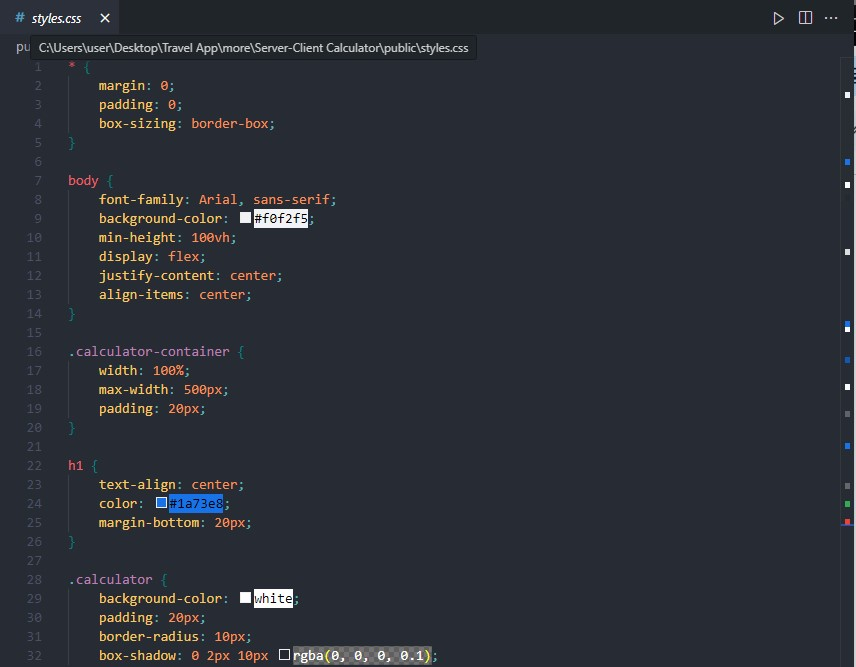 # styles.css ×
pu C:\Users\user\Desktop\Travel App\more\Server-Client Calculator\public\styles.css
1 * {
2 margin: 0;
3 padding: 0;
4 box-sizing: border-box;
5 }
6
7 body {
8 font-family: Arial, sans-serif;
9 background-color: #f0f2f5;
10 min-height: 100vh;
11 display: flex;
12 justify-content: center;
13 align-items: center;
14 }
15
16 .calculator-container {
17 width: 100%;
18 max-width: 500px;
19 padding: 20px;
20 }
21
22 h1 {
23 text-align: center;
24 color: #1a73e8;
25 margin-bottom: 20px;
26 }
27
28 .calculator {
29 background-color: white;
30 padding: 20px;
31 border-radius: 10px;
32 box-shadow: 0 2px 10px rgba(0, 0, 0, 0.1);